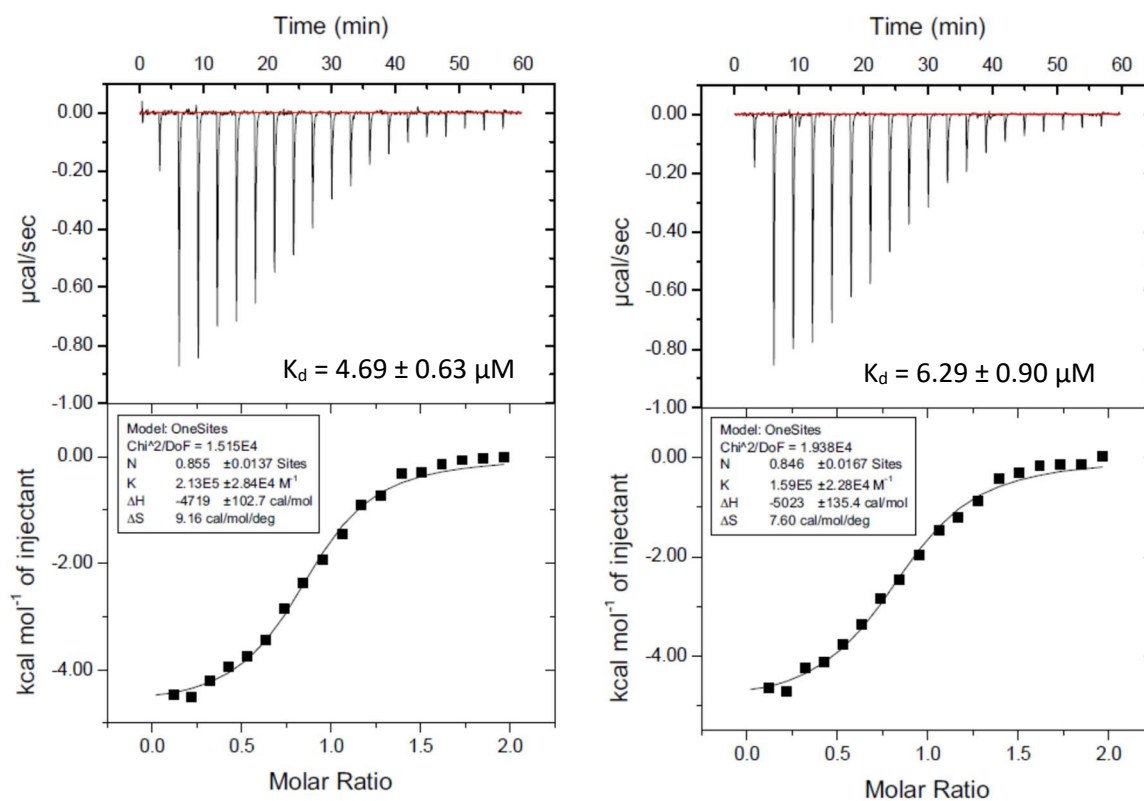 Time (min)
0 10 20 30 40 50 60
0.00
-0.20
-0.40
-0.60
-0.80
-1.00
µcal/sec
K_d = 4.69 ± 0.63 µM
Model: OneSites
Chi^2/DoF = 1.515E4
N 0.855 ±0.0137 Sites
K 2.13E5 ±2.84E4 M⁻¹
ΔH -4719 ±102.7 cal/mol
ΔS 9.16 cal/mol/deg
0.00
-2.00
-4.00
kcal mol⁻¹ of injectant
0.0 0.5 1.0 1.5 2.0
Molar Ratio
Time (min)
0 10 20 30 40 50 60
0.00
-0.20
-0.40
-0.60
-0.80
-1.00
µcal/sec
K_d = 6.29 ± 0.90 µM
Model: OneSites
Chi^2/DoF = 1.938E4
N 0.846 ±0.0167 Sites
K 1.59E5 ±2.28E4 M⁻¹
ΔH -5023 ±135.4 cal/mol
ΔS 7.60 cal/mol/deg
0.00
-2.00
-4.00
kcal mol⁻¹ of injectant
0.0 0.5 1.0 1.5 2.0
Molar Ratio